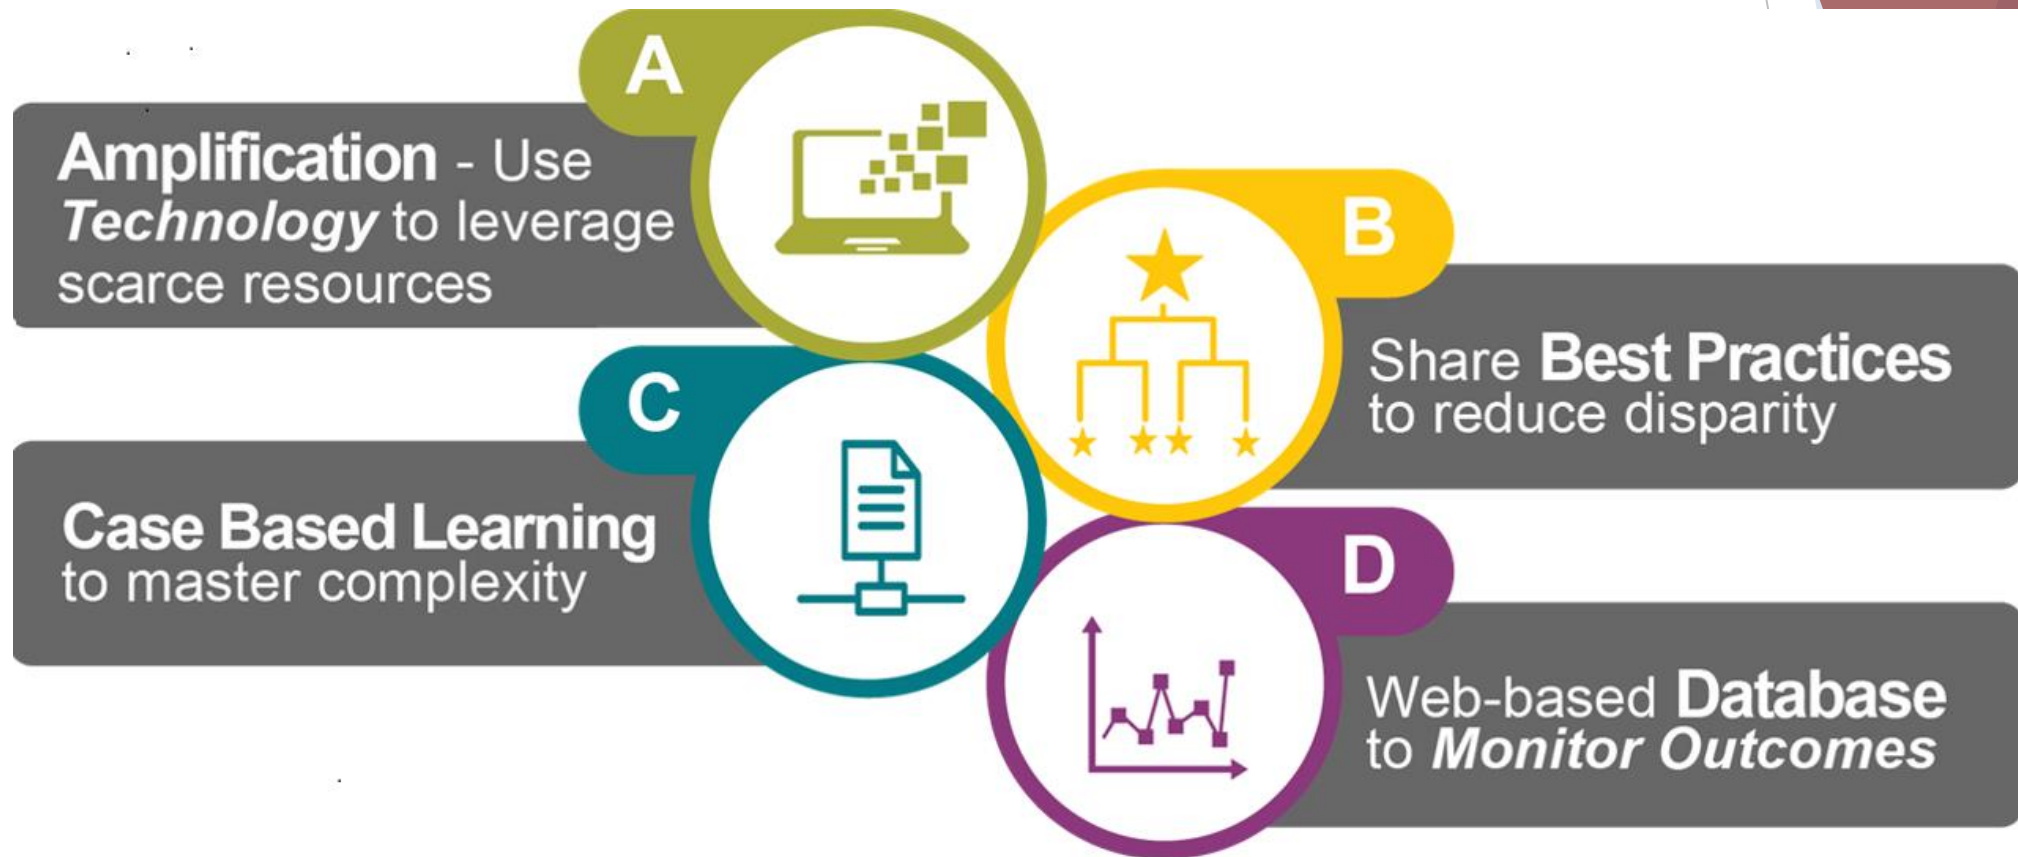 A
Amplification - Use
Technology to leverage
scarce resources
B
Share Best Practices
to reduce disparity
C
Case Based Learning
to master complexity
D
Web-based Database
to Monitor Outcomes